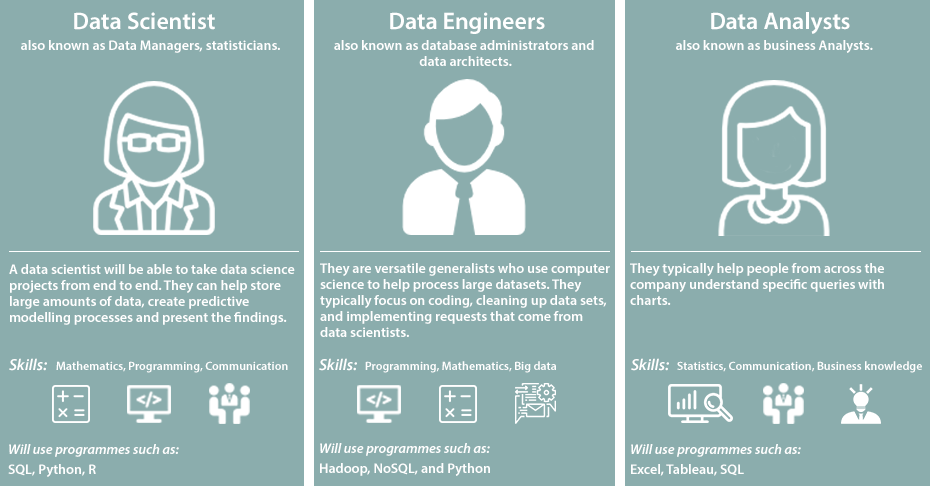 Data Scientist
also known as Data Managers, statisticians.
A data scientist will be able to take data science
projects from end to end. They can help store
large amounts of data, create predictive
modelling processes and present the findings.
Skills: Mathematics, Programming, Communication
Will use programmes such as:
SQL, Python, R
Data Engineers
also known as database administrators and
data architects.
They are versatile generalists who use computer
science to help process large datasets. They
typically focus on coding, cleaning up data sets,
and implementing requests that come from
data scientists.
Skills: Programming, Mathematics, Big data
Will use programmes such as:
Hadoop, NoSQL, and Python
Data Analysts
also known as business Analysts.
They typically help people from across the
company understand specific queries with
charts.
Skills: Statistics, Communication, Business knowledge
Will use programmes such as:
Excel, Tableau, SQL